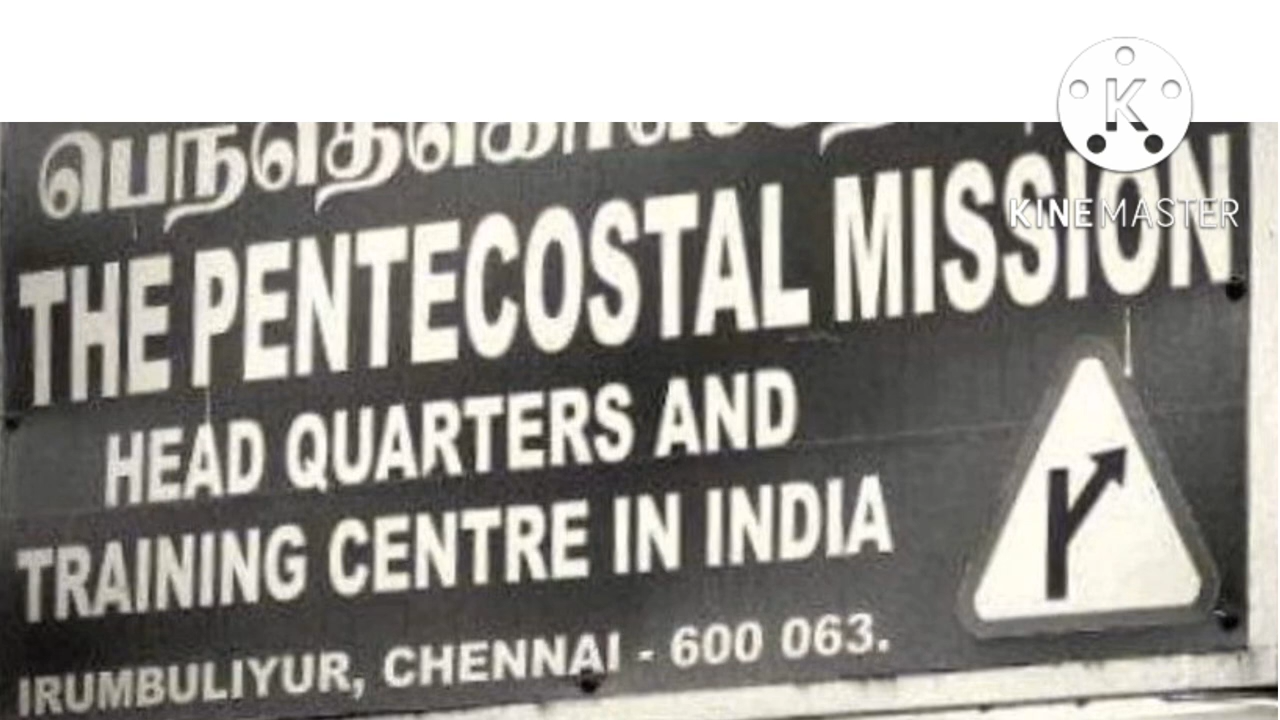 THE PENTECOSTAL MISSION
HEAD QUARTERS AND
TRAINING CENTRE IN INDIA
IRUMBULIYUR, CHENNAI - 600 063.
K
KINEMASTER